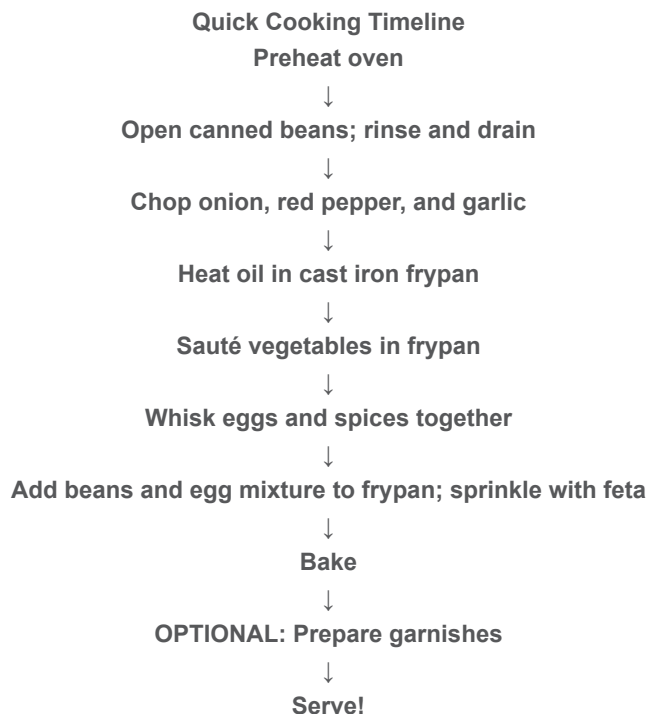 Quick Cooking Timeline
Preheat oven
↓
Open canned beans; rinse and drain
↓
Chop onion, red pepper, and garlic
↓
Heat oil in cast iron frypan
↓
Sauté vegetables in frypan
↓
Whisk eggs and spices together
↓
Add beans and egg mixture to frypan; sprinkle with feta
↓
Bake
↓
OPTIONAL: Prepare garnishes
↓
Serve!